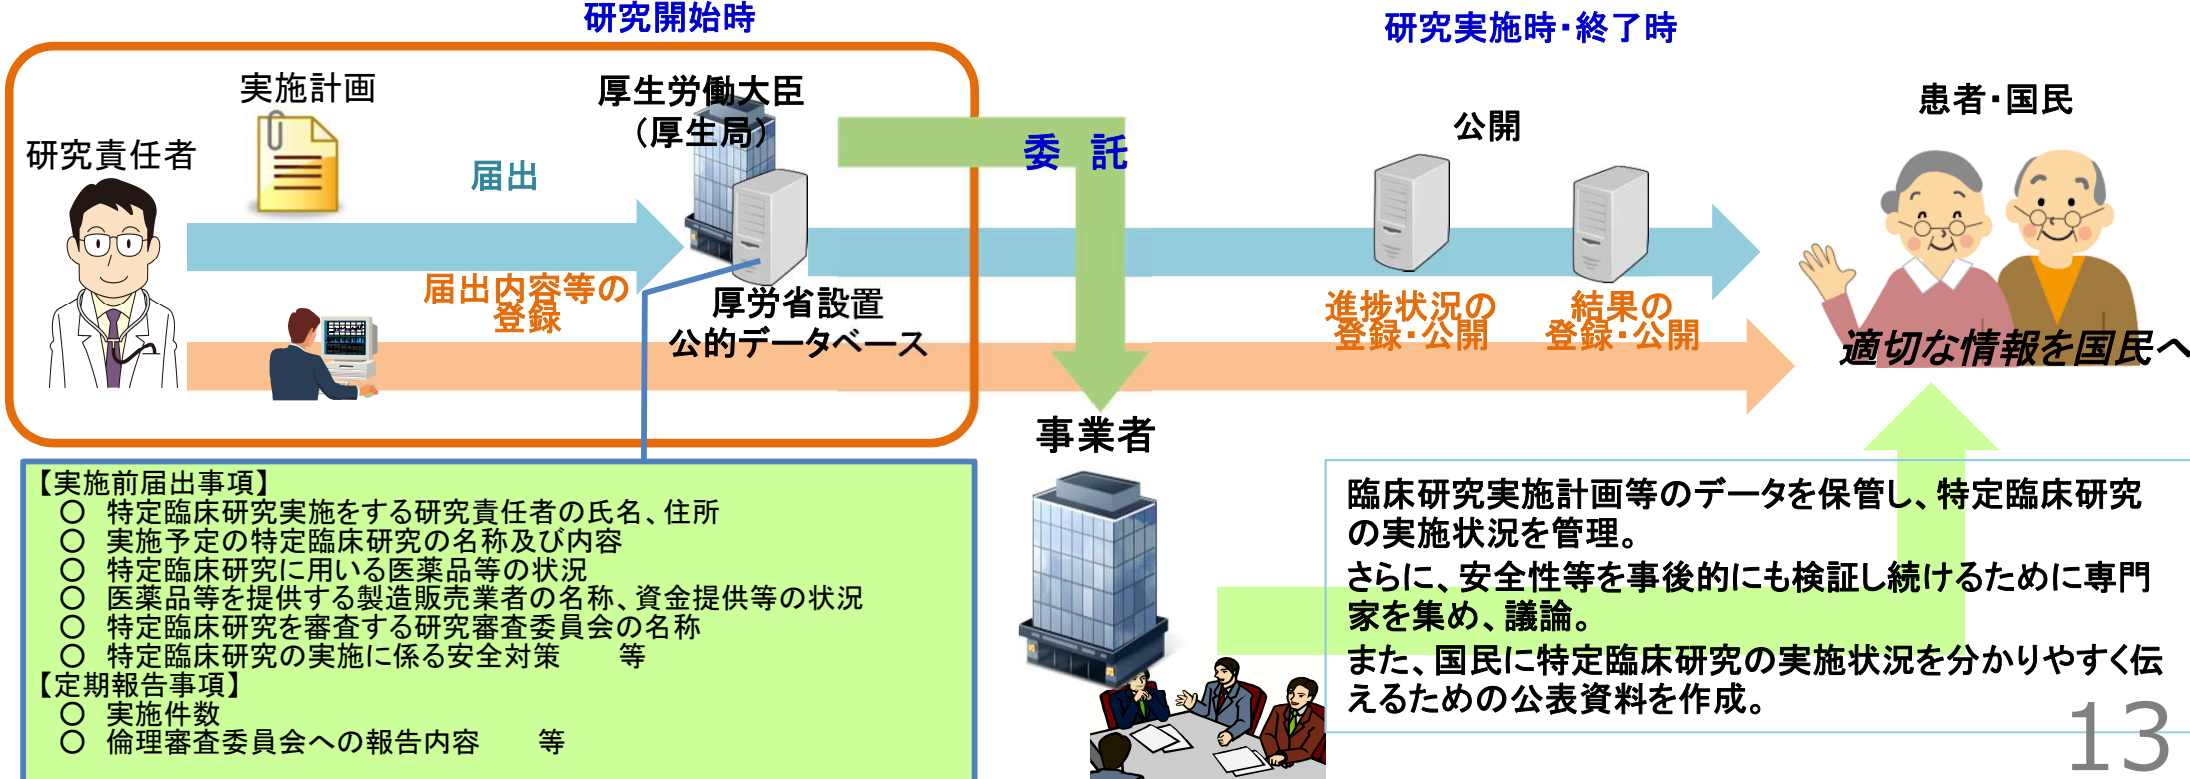 研究開始時
研究実施時・終了時
実施計画
厚生労働大臣
（厚生局）
研究責任者
届出
委　託
公開
患者・国民
届出内容等の
登録
厚労省設置
公的データベース
進捗状況の
登録・公開
結果の
登録・公開
適切な情報を国民へ
事業者
【実施前届出事項】
○　特定臨床研究実施をする研究責任者の氏名、住所
○　実施予定の特定臨床研究の名称及び内容
○　特定臨床研究に用いる医薬品等の状況
○　医薬品等を提供する製造販売業者の名称、資金提供等の状況
○　特定臨床研究を審査する研究審査委員会の名称
○　特定臨床研究の実施に係る安全対策　　等
【定期報告事項】
○　実施件数
○　倫理審査委員会への報告内容　　等
臨床研究実施計画等のデータを保管し、特定臨床研究
の実施状況を管理。
さらに、安全性等を事後的にも検証し続けるために専門
家を集め、議論。
また、国民に特定臨床研究の実施状況を分かりやすく伝
えるための公表資料を作成。
13